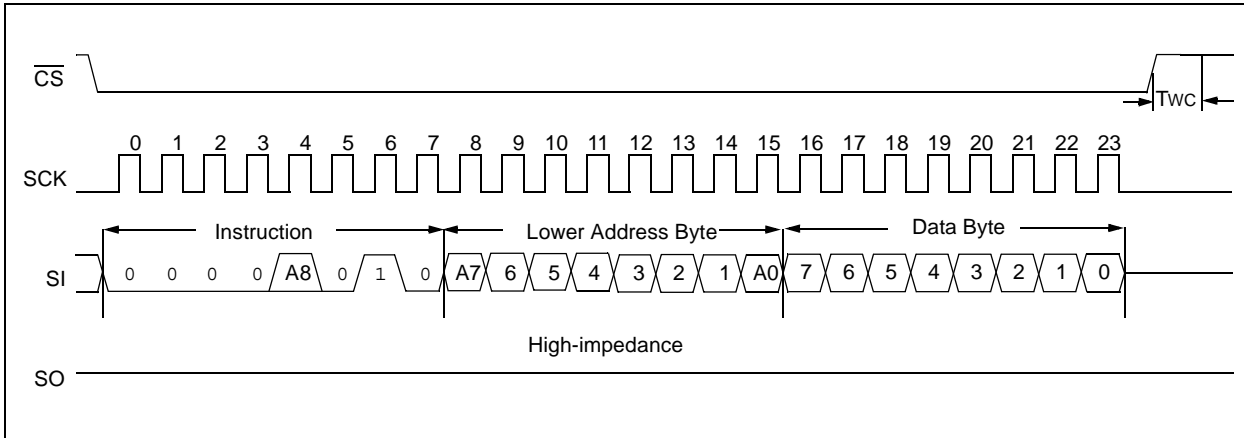 CS
TWC
0 1 2 3 4 5 6 7 8 9 10 11 12 13 14 15 16 17 18 19 20 21 22 23
SCK
Instruction Lower Address Byte Data Byte
SI 0 0 0 0 A8 0 1 0 A7 6 5 4 3 2 1 A0 7 6 5 4 3 2 1 0
High-impedance
SO